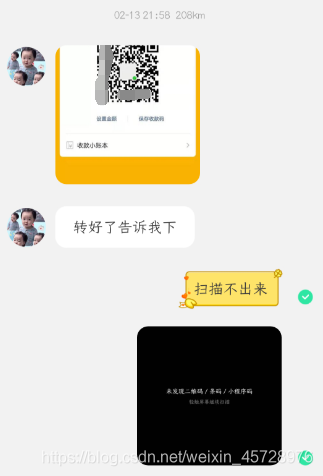 02-13 21:58 208km
设置金额 保存收款码
收款小账本
转好了告诉我下
扫描不出来
未发现二维码 / 条码 / 小程序码
轻触屏幕继续扫描
https://blog.csdn.net/weixin_45728976